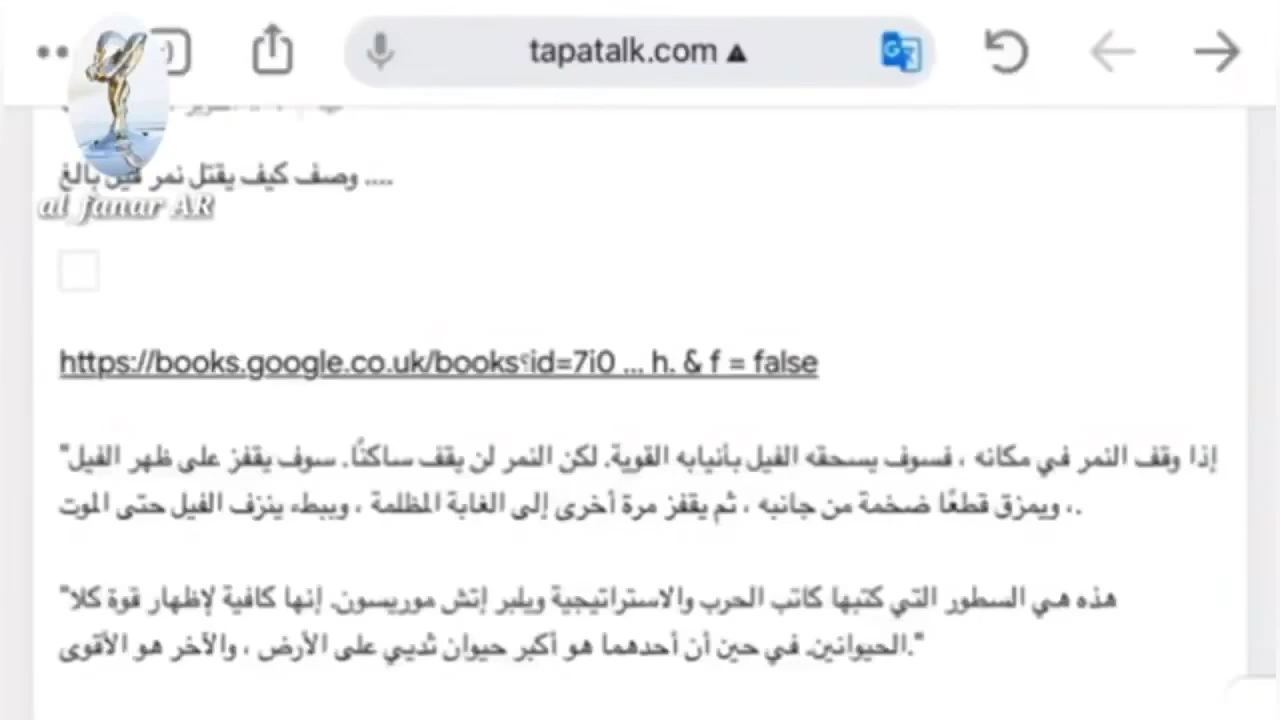 tapatalk.com
al fanar AR
وصف كيف يقتل نمر فيل بالغ ....
https://books.google.co.uk/books؟id=7i0 ... h. & f = false
"إذا وقف النمر في مكانه ، فسوف يسحقه الفيل بأنيابه القوية. لكن النمر لن يقف ساكنًا. سوف يقفز على ظهر الفيل
، ويمزق قطعًا ضخمة من جانبه ، ثم يقفز مرة أخرى إلى الغابة المظلمة ، وببطء ينزف الفيل حتى الموت.
"هذه هي السطور التي كتبها كاتب الحرب والاستراتيجية ويلبر إتش موريسون. إنها كافية لإظهار قوة كلا
الحيوانين. في حين أن أحدهما هو أكبر حيوان ثديي على الأرض ، والآخر هو الأقوى."